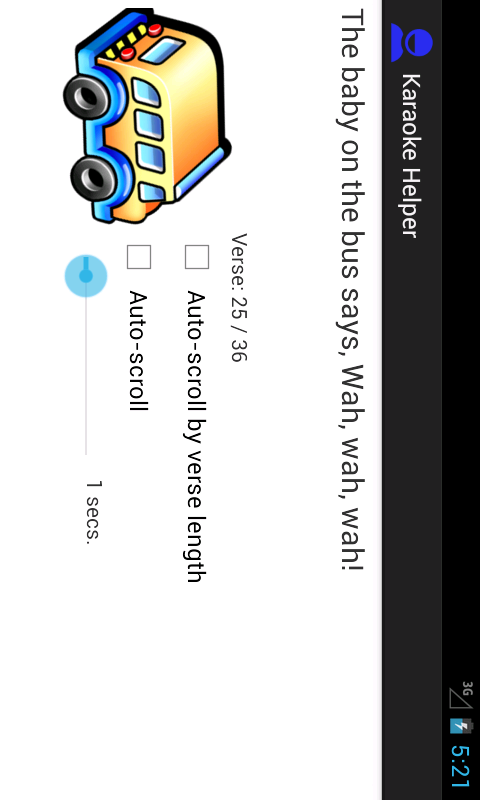 3G 5:21
Karaoke Helper
The baby on the bus says, Wah, wah, wah!
Verse: 25 / 36
Auto-scroll by verse length
Auto-scroll
1 secs.